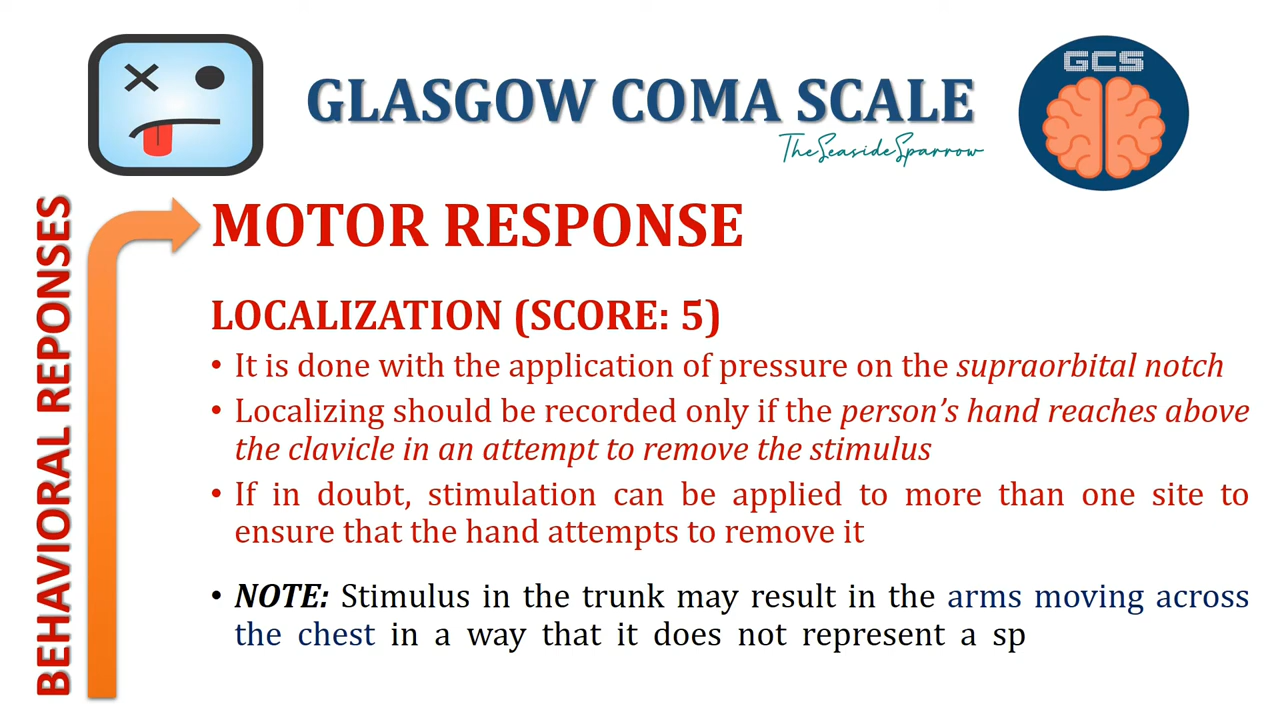 GCS
GLASGOW COMA SCALE
TheSeasideSparrow
BEHAVIORAL REPONSES
MOTOR RESPONSE
LOCALIZATION (SCORE: 5)
• It is done with the application of pressure on the supraorbital notch
• Localizing should be recorded only if the person’s hand reaches above
the clavicle in an attempt to remove the stimulus
• If in doubt, stimulation can be applied to more than one site to
ensure that the hand attempts to remove it
• NOTE: Stimulus in the trunk may result in the arms moving across
the chest in a way that it does not represent a sp